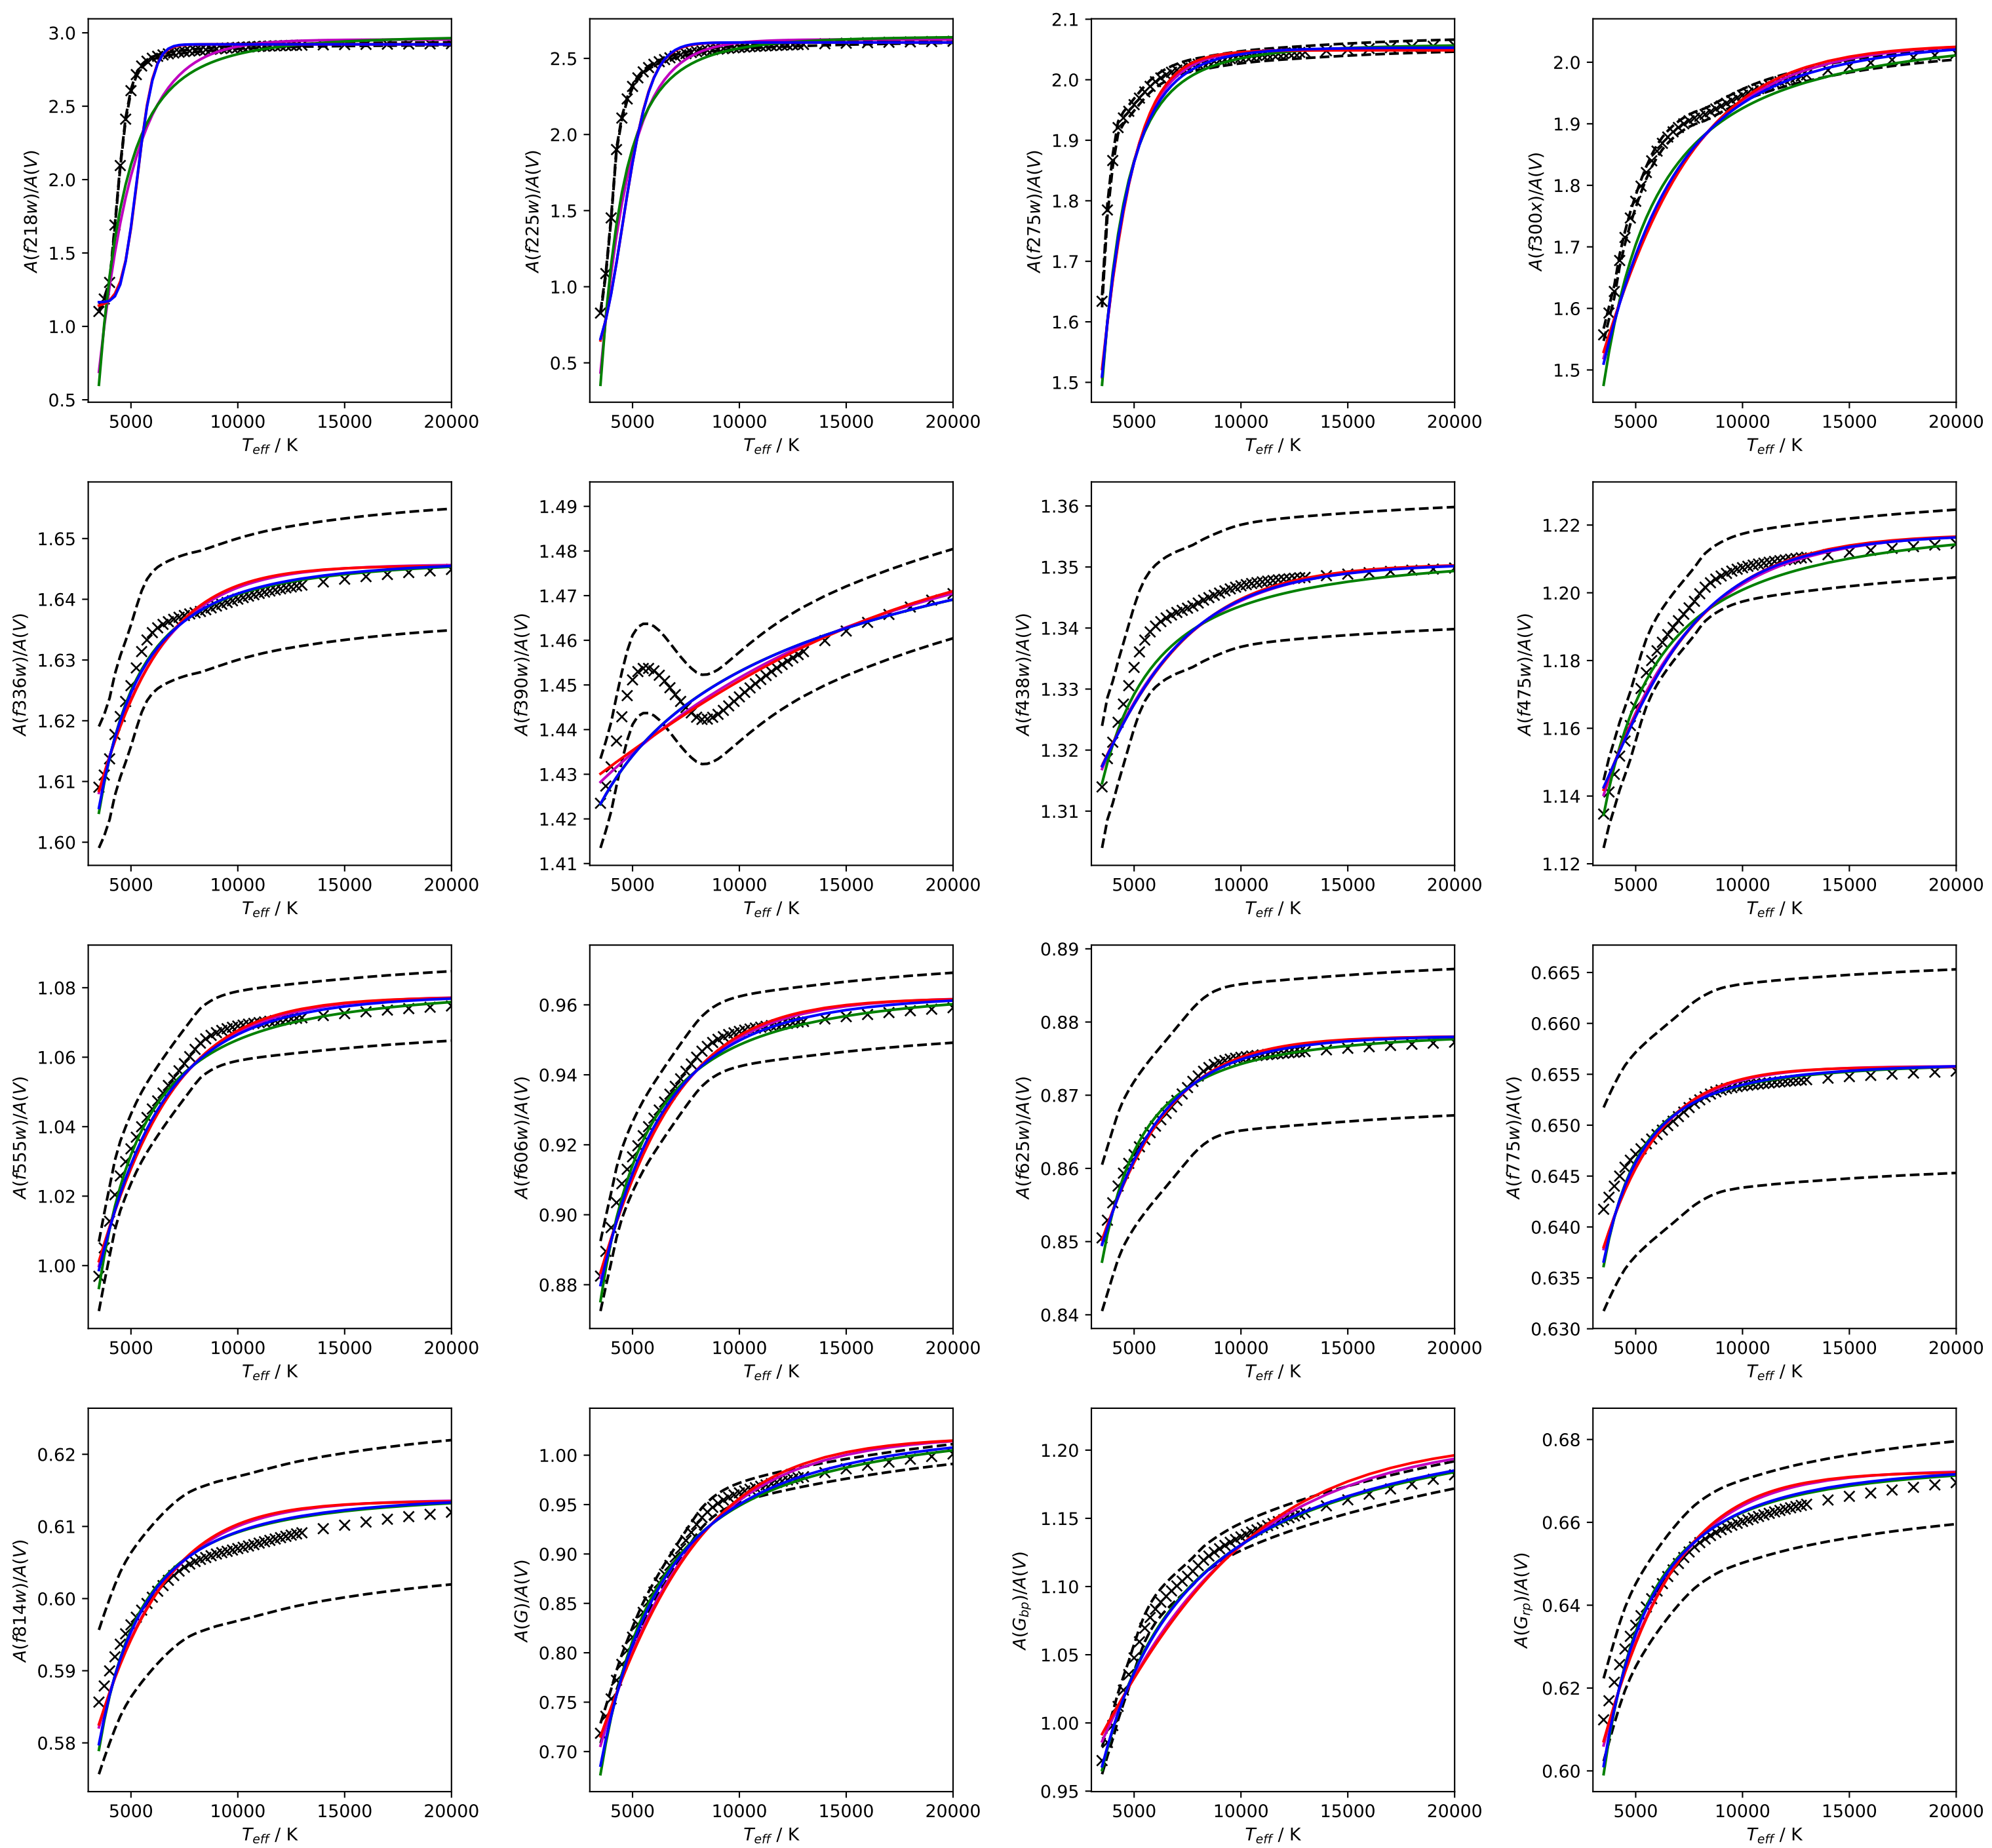 3.0
2.5
2.0
1.5
1.0
0.5
A(f218w)/A(V)
5000 10000 15000 20000
T_eff / K
2.5
2.0
1.5
1.0
0.5
A(f225w)/A(V)
5000 10000 15000 20000
T_eff / K
2.1
2.0
1.9
1.8
1.7
1.6
1.5
A(f275w)/A(V)
5000 10000 15000 20000
T_eff / K
2.0
1.9
1.8
1.7
1.6
1.5
A(f300x)/A(V)
5000 10000 15000 20000
T_eff / K
1.65
1.64
1.63
1.62
1.61
1.60
A(f336w)/A(V)
5000 10000 15000 20000
T_eff / K
1.49
1.48
1.47
1.46
1.45
1.44
1.43
1.42
1.41
A(f390w)/A(V)
5000 10000 15000 20000
T_eff / K
1.36
1.35
1.34
1.33
1.32
1.31
A(f438w)/A(V)
5000 10000 15000 20000
T_eff / K
1.22
1.20
1.18
1.16
1.14
1.12
A(f475w)/A(V)
5000 10000 15000 20000
T_eff / K
1.08
1.06
1.04
1.02
1.00
A(f555w)/A(V)
5000 10000 15000 20000
T_eff / K
0.96
0.94
0.92
0.90
0.88
A(f606w)/A(V)
5000 10000 15000 20000
T_eff / K
0.89
0.88
0.87
0.86
0.85
0.84
A(f625w)/A(V)
5000 10000 15000 20000
T_eff / K
0.665
0.660
0.655
0.650
0.645
0.640
0.635
0.630
A(f775w)/A(V)
5000 10000 15000 20000
T_eff / K
0.62
0.61
0.60
0.59
0.58
A(f814w)/A(V)
5000 10000 15000 20000
T_eff / K
1.00
0.95
0.90
0.85
0.80
0.75
0.70
A(G)/A(V)
5000 10000 15000 20000
T_eff / K
1.20
1.15
1.10
1.05
1.00
0.95
A(G_bp)/A(V)
5000 10000 15000 20000
T_eff / K
0.68
0.66
0.64
0.62
0.60
A(G_rp)/A(V)
5000 10000 15000 20000
T_eff / K